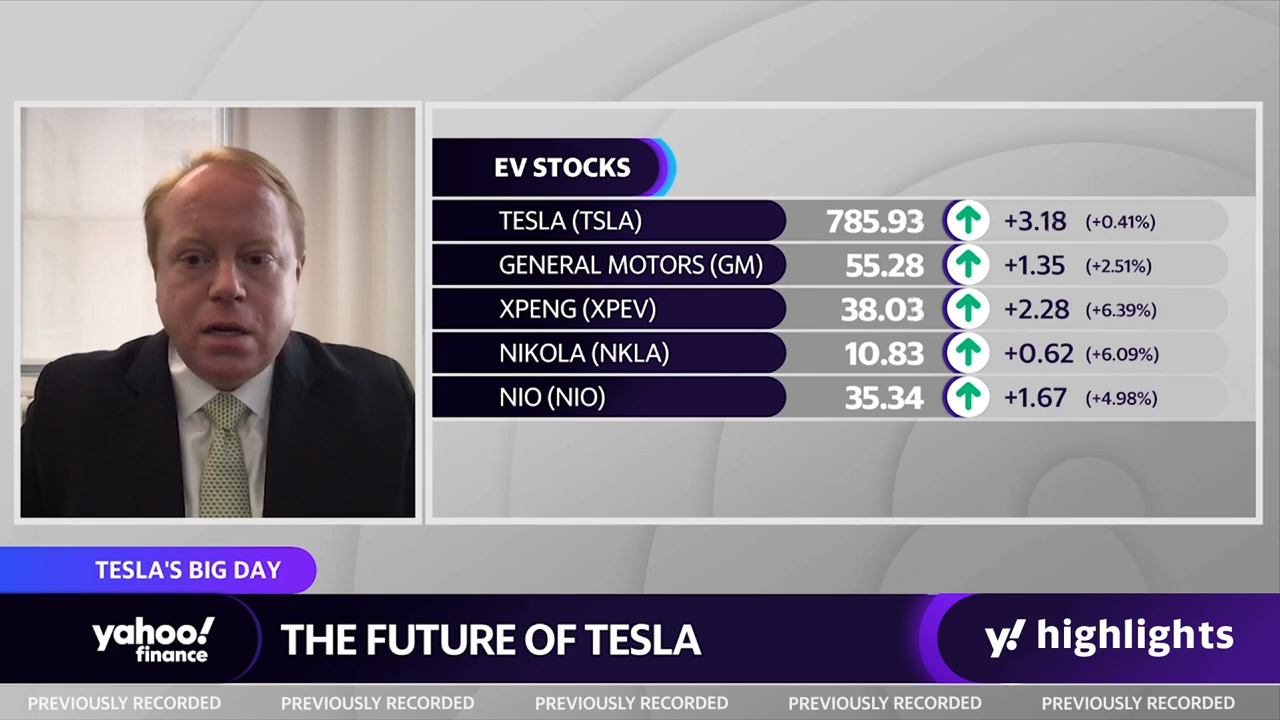 EV STOCKS
TESLA (TSLA) 785.93 +3.18 (+0.41%)
GENERAL MOTORS (GM) 55.28 +1.35 (+2.51%)
XPENG (XPEV) 38.03 +2.28 (+6.39%)
NIKOLA (NKLA) 10.83 +0.62 (+6.09%)
NIO (NIO) 35.34 +1.67 (+4.98%)
TESLA'S BIG DAY
yahoo!
finance
THE FUTURE OF TESLA
y! highlights
PREVIOUSLY RECORDED PREVIOUSLY RECORDED PREVIOUSLY RECORDED PREVIOUSLY RECORDED PREVIOUSLY RECORDED